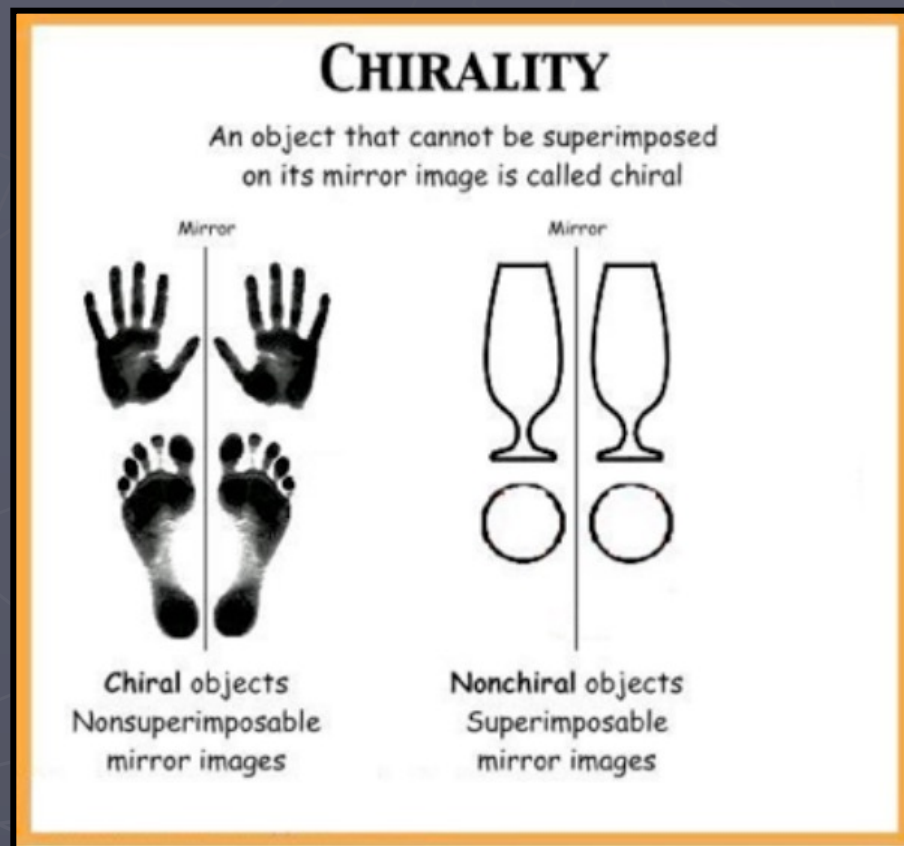 CHIRALITY
An object that cannot be superimposed
on its mirror image is called chiral
Mirror
Mirror
Chiral objects
Nonsuperimposable
mirror images
Nonchiral objects
Superimposable
mirror images